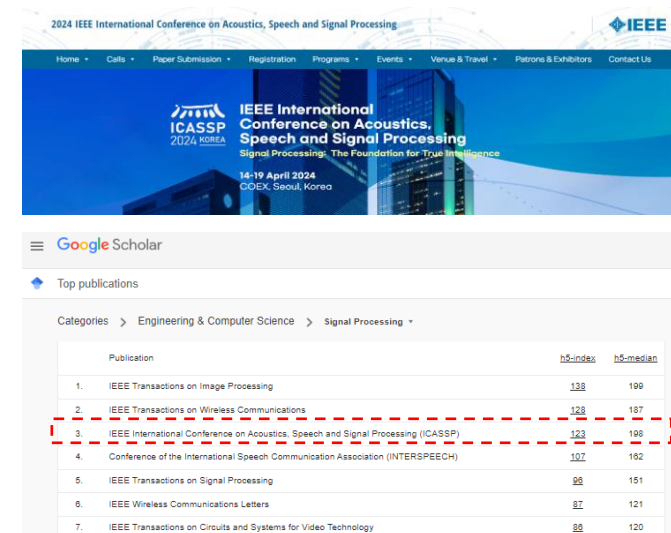 2024 IEEE International Conference on Acoustics, Speech and Signal Processing
IEEE
Home Calls Paper Submission Registration Programs Events Venue & Travel Patrons & Exhibitors Contact Us
ICASSP
2024 KOREA
IEEE International
Conference on Acoustics,
Speech and Signal Processing
Signal Processing: The Foundation for True Intelligence
14-19 April 2024
COEX, Seoul, Korea
Google Scholar
Top publications
Categories > Engineering & Computer Science > Signal Processing
Publication h5-index h5-median
1. IEEE Transactions on Image Processing 138 199
2. IEEE Transactions on Wireless Communications 128 187
3. IEEE International Conference on Acoustics, Speech and Signal Processing (ICASSP) 123 198
4. Conference of the International Speech Communication Association (INTERSPEECH) 107 162
5. IEEE Transactions on Signal Processing 96 151
6. IEEE Wireless Communications Letters 87 121
7. IEEE Transactions on Circuits and Systems for Video Technology 86 120